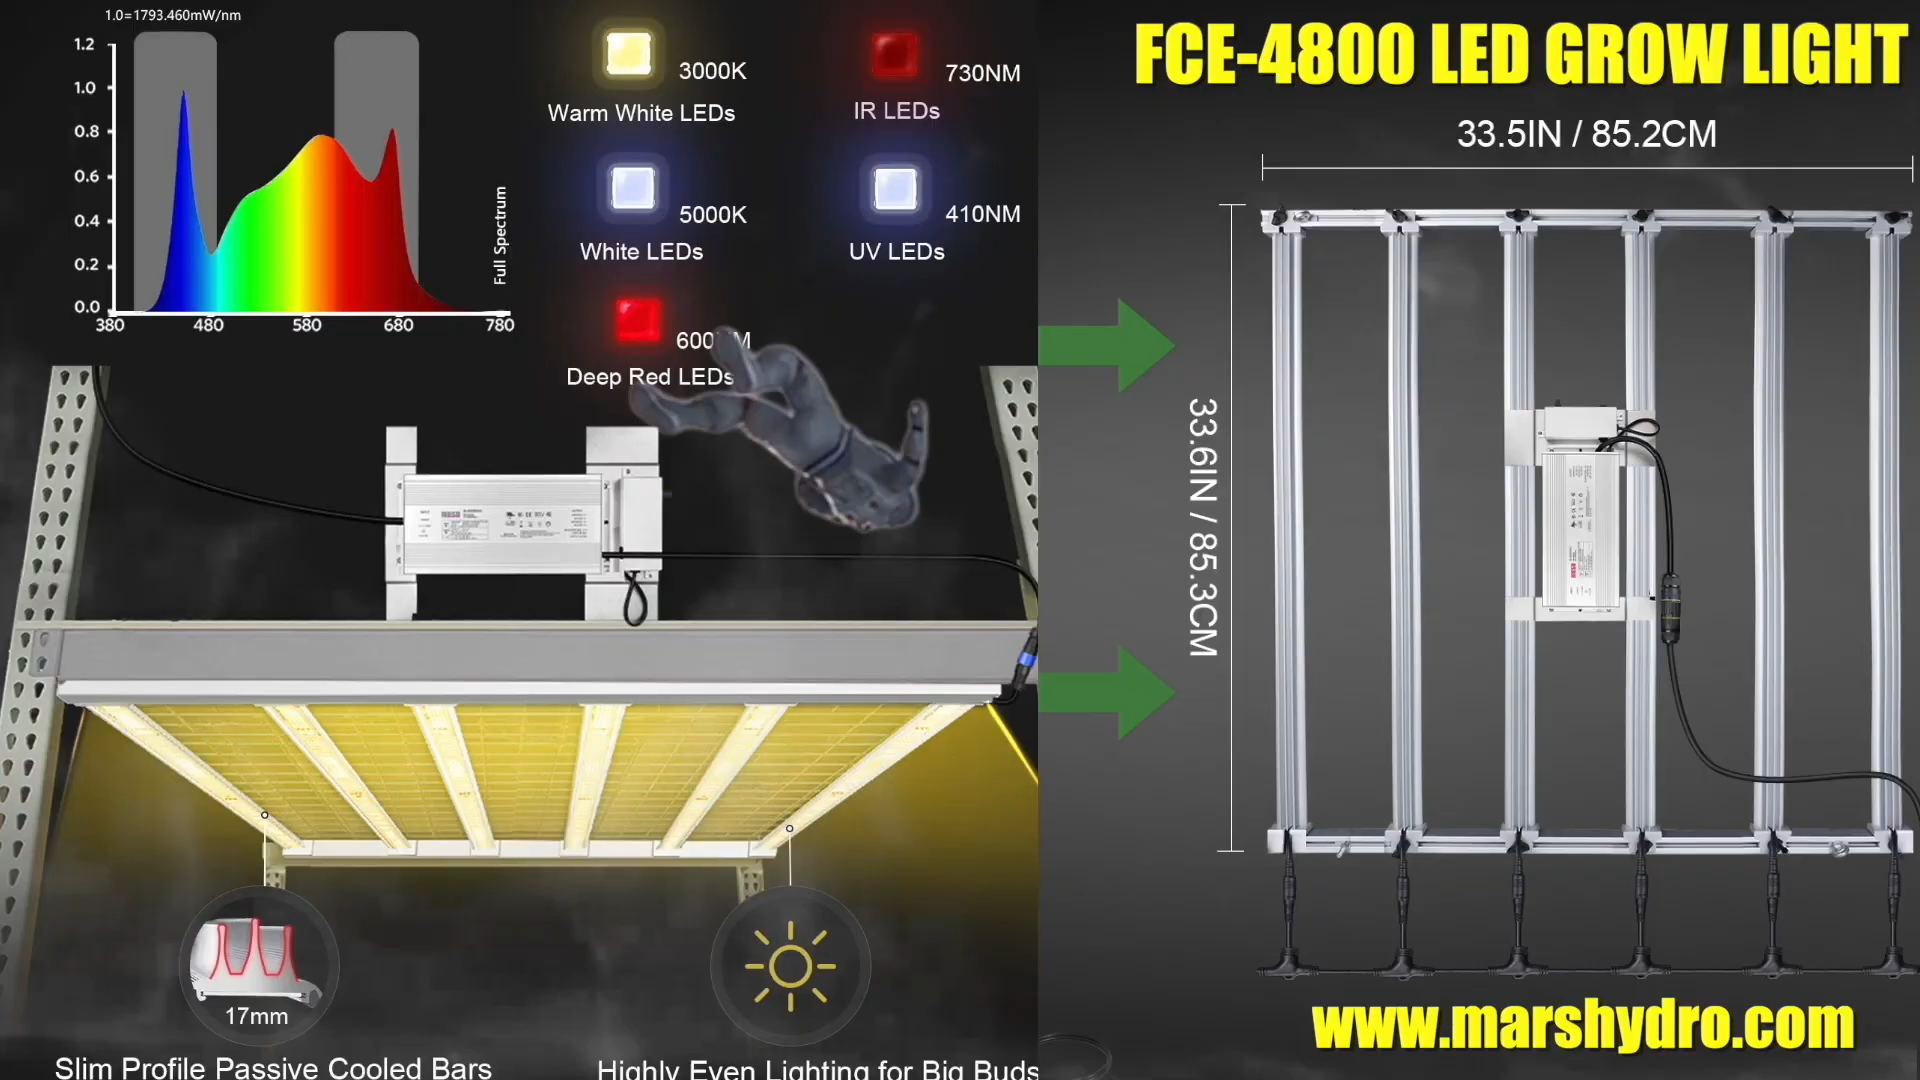 1.0=1793.460mW/nm
1.2
1.0
0.8
0.6
0.4
0.2
0.0
380 480 580 680 780
Full Spectrum
3000K
Warm White LEDs
730NM
IR LEDs
5000K
White LEDs
410NM
UV LEDs
Deep Red LEDs
17mm
Slim Profile Passive Cooled Bars
Highly Even Lighting for Big Buds
FCE-4800 LED GROW LIGHT
33.5IN / 85.2CM
33.6IN / 85.3CM
www.marshydro.com